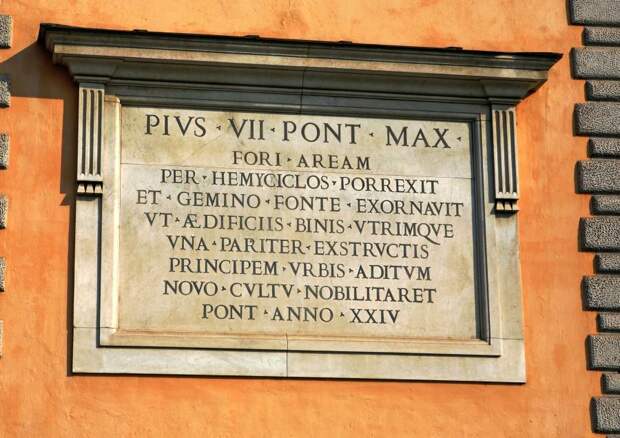 PIVS · VII · PONT · MAX ·
FORI · AREAM
PER · HEMYCICLOS · PORREXIT
ET · GEMINO · FONTE · EXORNAVIT
VT · ÆDIFICIIS · BINIS · VTRIMQVE
VNA · PARITER · EXSTRVCTIS
PRINCIPEM · VRBIS · ADITVM
NOVO · CVLTV · NOBILITARET
PONT · ANNO · XXIV